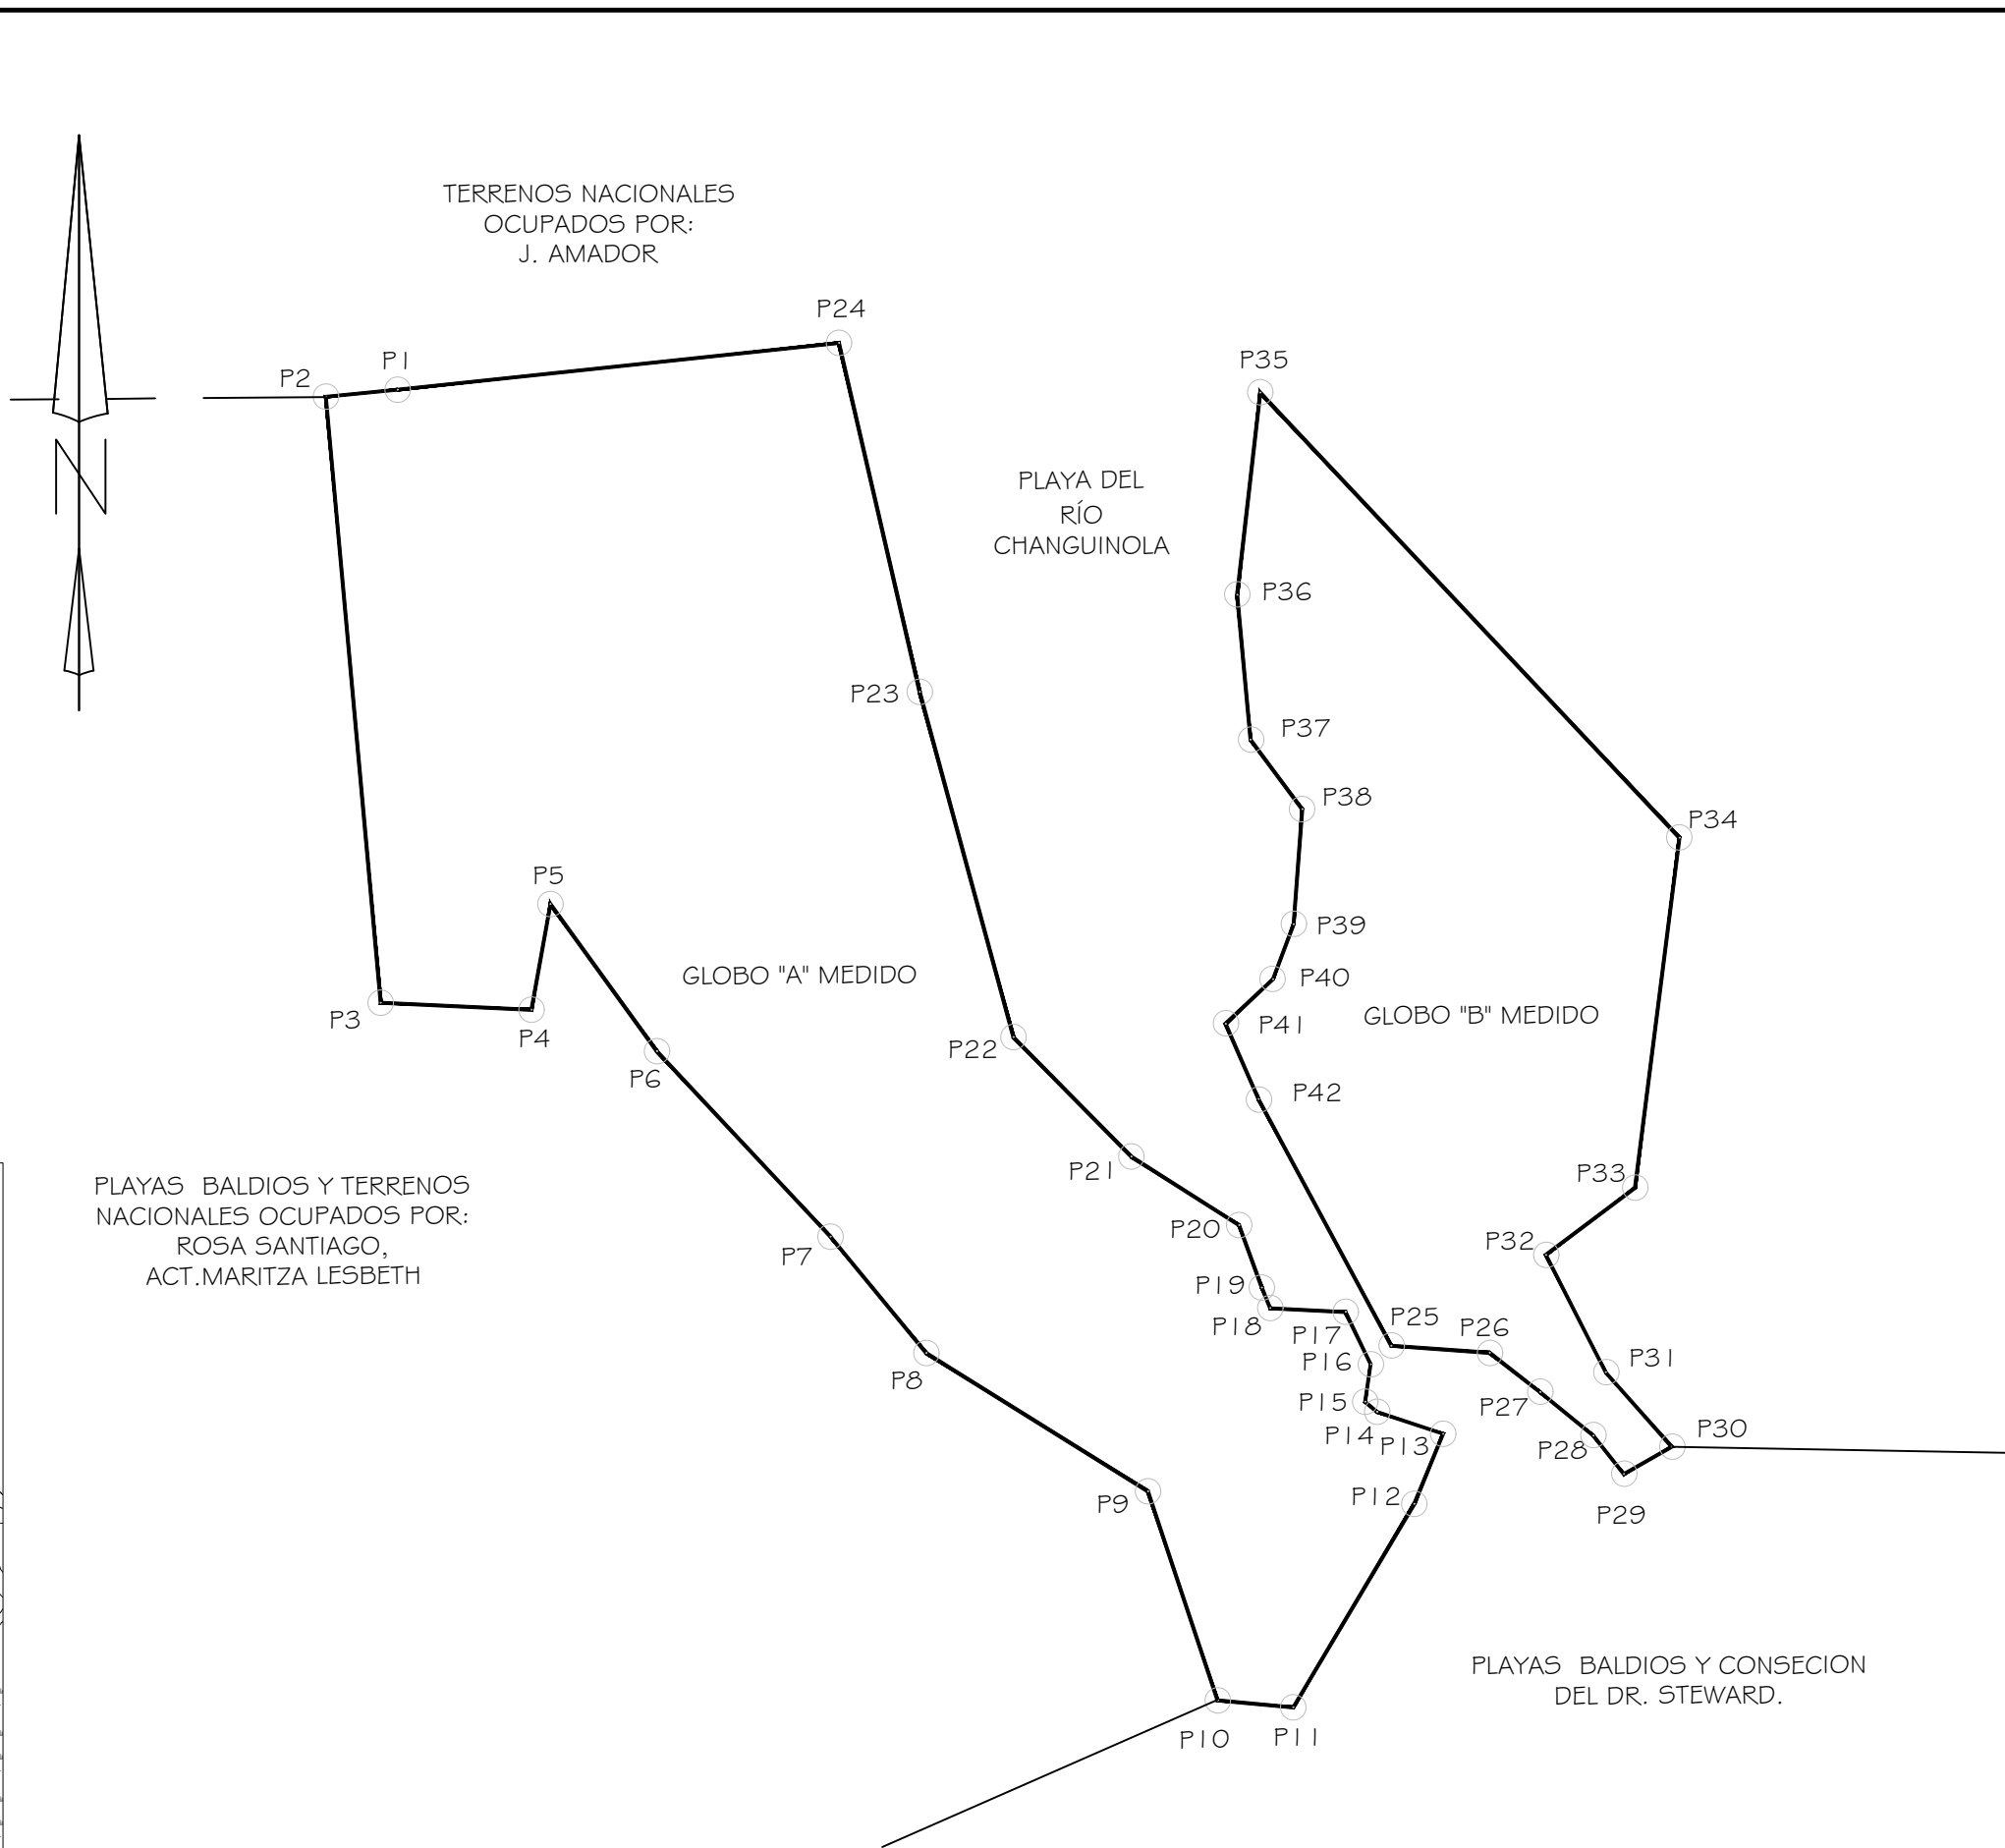 TERRENOS NACIONALES
OCUPADOS POR:
J. AMADOR
P24
P1
P2
P35
N
PLAYA DEL
RÍO
CHANGUINOLA
P36
P23
P37
P38
P34
P5
P39
GLOBO "A" MEDIDO
P40
P3
P4
P41
GLOBO "B" MEDIDO
P22
P6
P42
P21
P33
PLAYAS BALDIOS Y TERRENOS
NACIONALES OCUPADOS POR:
ROSA SANTIAGO,
ACT.MARITZA LESBETH
P20
P32
P7
P19
P18
P17
P25
P26
P16
P31
P8
P15
P27
P14
P13
P28
P30
P9
P12
P29
PLAYAS BALDIOS Y CONSECION
DEL DR. STEWARD.
P10
P11